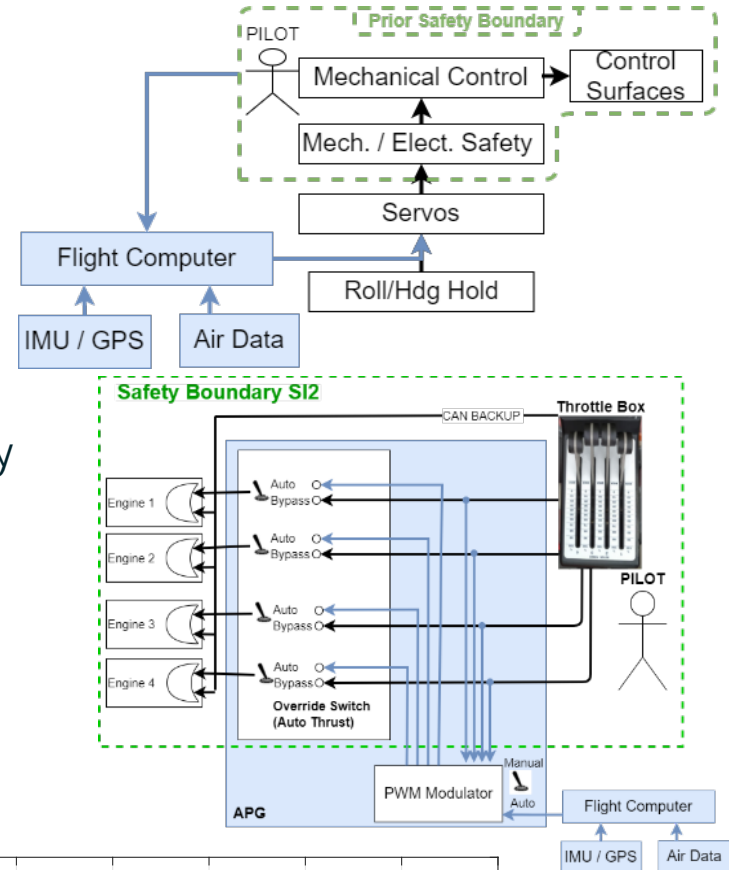 Prior Safety Boundary
PILOT
Mechanical Control
Control
Surfaces
Mech. / Elect. Safety
Servos
Flight Computer
Roll/Hdg Hold
IMU / GPS
Air Data
y
Safety Boundary SI2
Throttle Box
CAN BACKUP
Engine 1
Auto
Bypass
Engine 2
Auto
Bypass
PILOT
Engine 3
Auto
Bypass
Engine 4
Auto
Bypass
Override Switch
(Auto Thrust)
Manual
PWM Modulator
Auto
Flight Computer
APG
IMU / GPS
Air Data